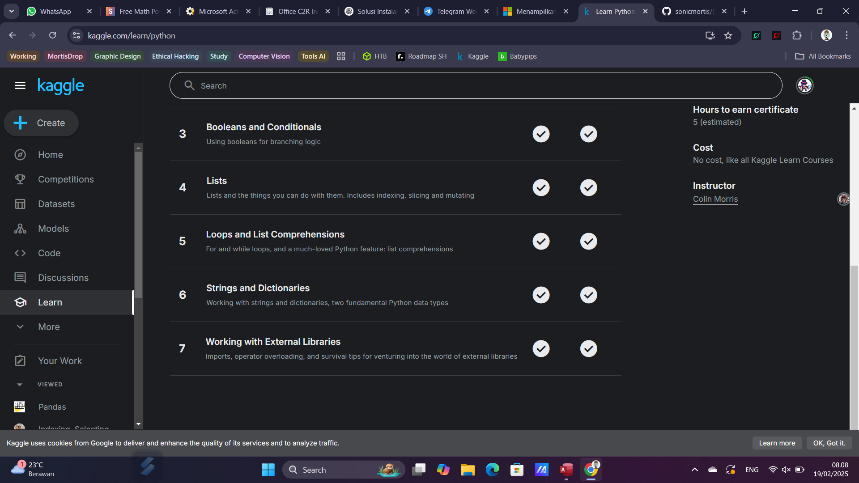 WhatsApp
Free Math Po
Microsoft Act
Office C2R In
Solusi Instala
Telegram We
Menampilkan
Learn Python
sonicmortis/
kaggle.com/learn/python
Working
MortisDrop
Graphic Design
Ethical Hacking
Study
Computer Vision
Tools AI
HTB
Roadmap SH
Kaggle
Babypips
All Bookmarks
kaggle
Search
Create
Home
Competitions
Datasets
Models
Code
Discussions
Learn
More
Your Work
VIEWED
Pandas
Indexing, Selecting
3
Booleans and Conditionals
Using booleans for branching logic
4
Lists
Lists and the things you can do with them. Includes indexing, slicing and mutating
5
Loops and List Comprehensions
For and while loops, and a much-loved Python feature: list comprehensions
6
Strings and Dictionaries
Working with strings and dictionaries, two fundamental Python data types
7
Working with External Libraries
Imports, operator overloading, and survival tips for venturing into the world of external libraries
Hours to earn certificate
5 (estimated)
Cost
No cost, like all Kaggle Learn Courses
Instructor
Colin Morris
Kaggle uses cookies from Google to deliver and enhance the quality of its services and to analyze traffic.
Learn more
OK, Got it.
1
23°C
Berawan
Search
ENG
08.08
19/02/2025